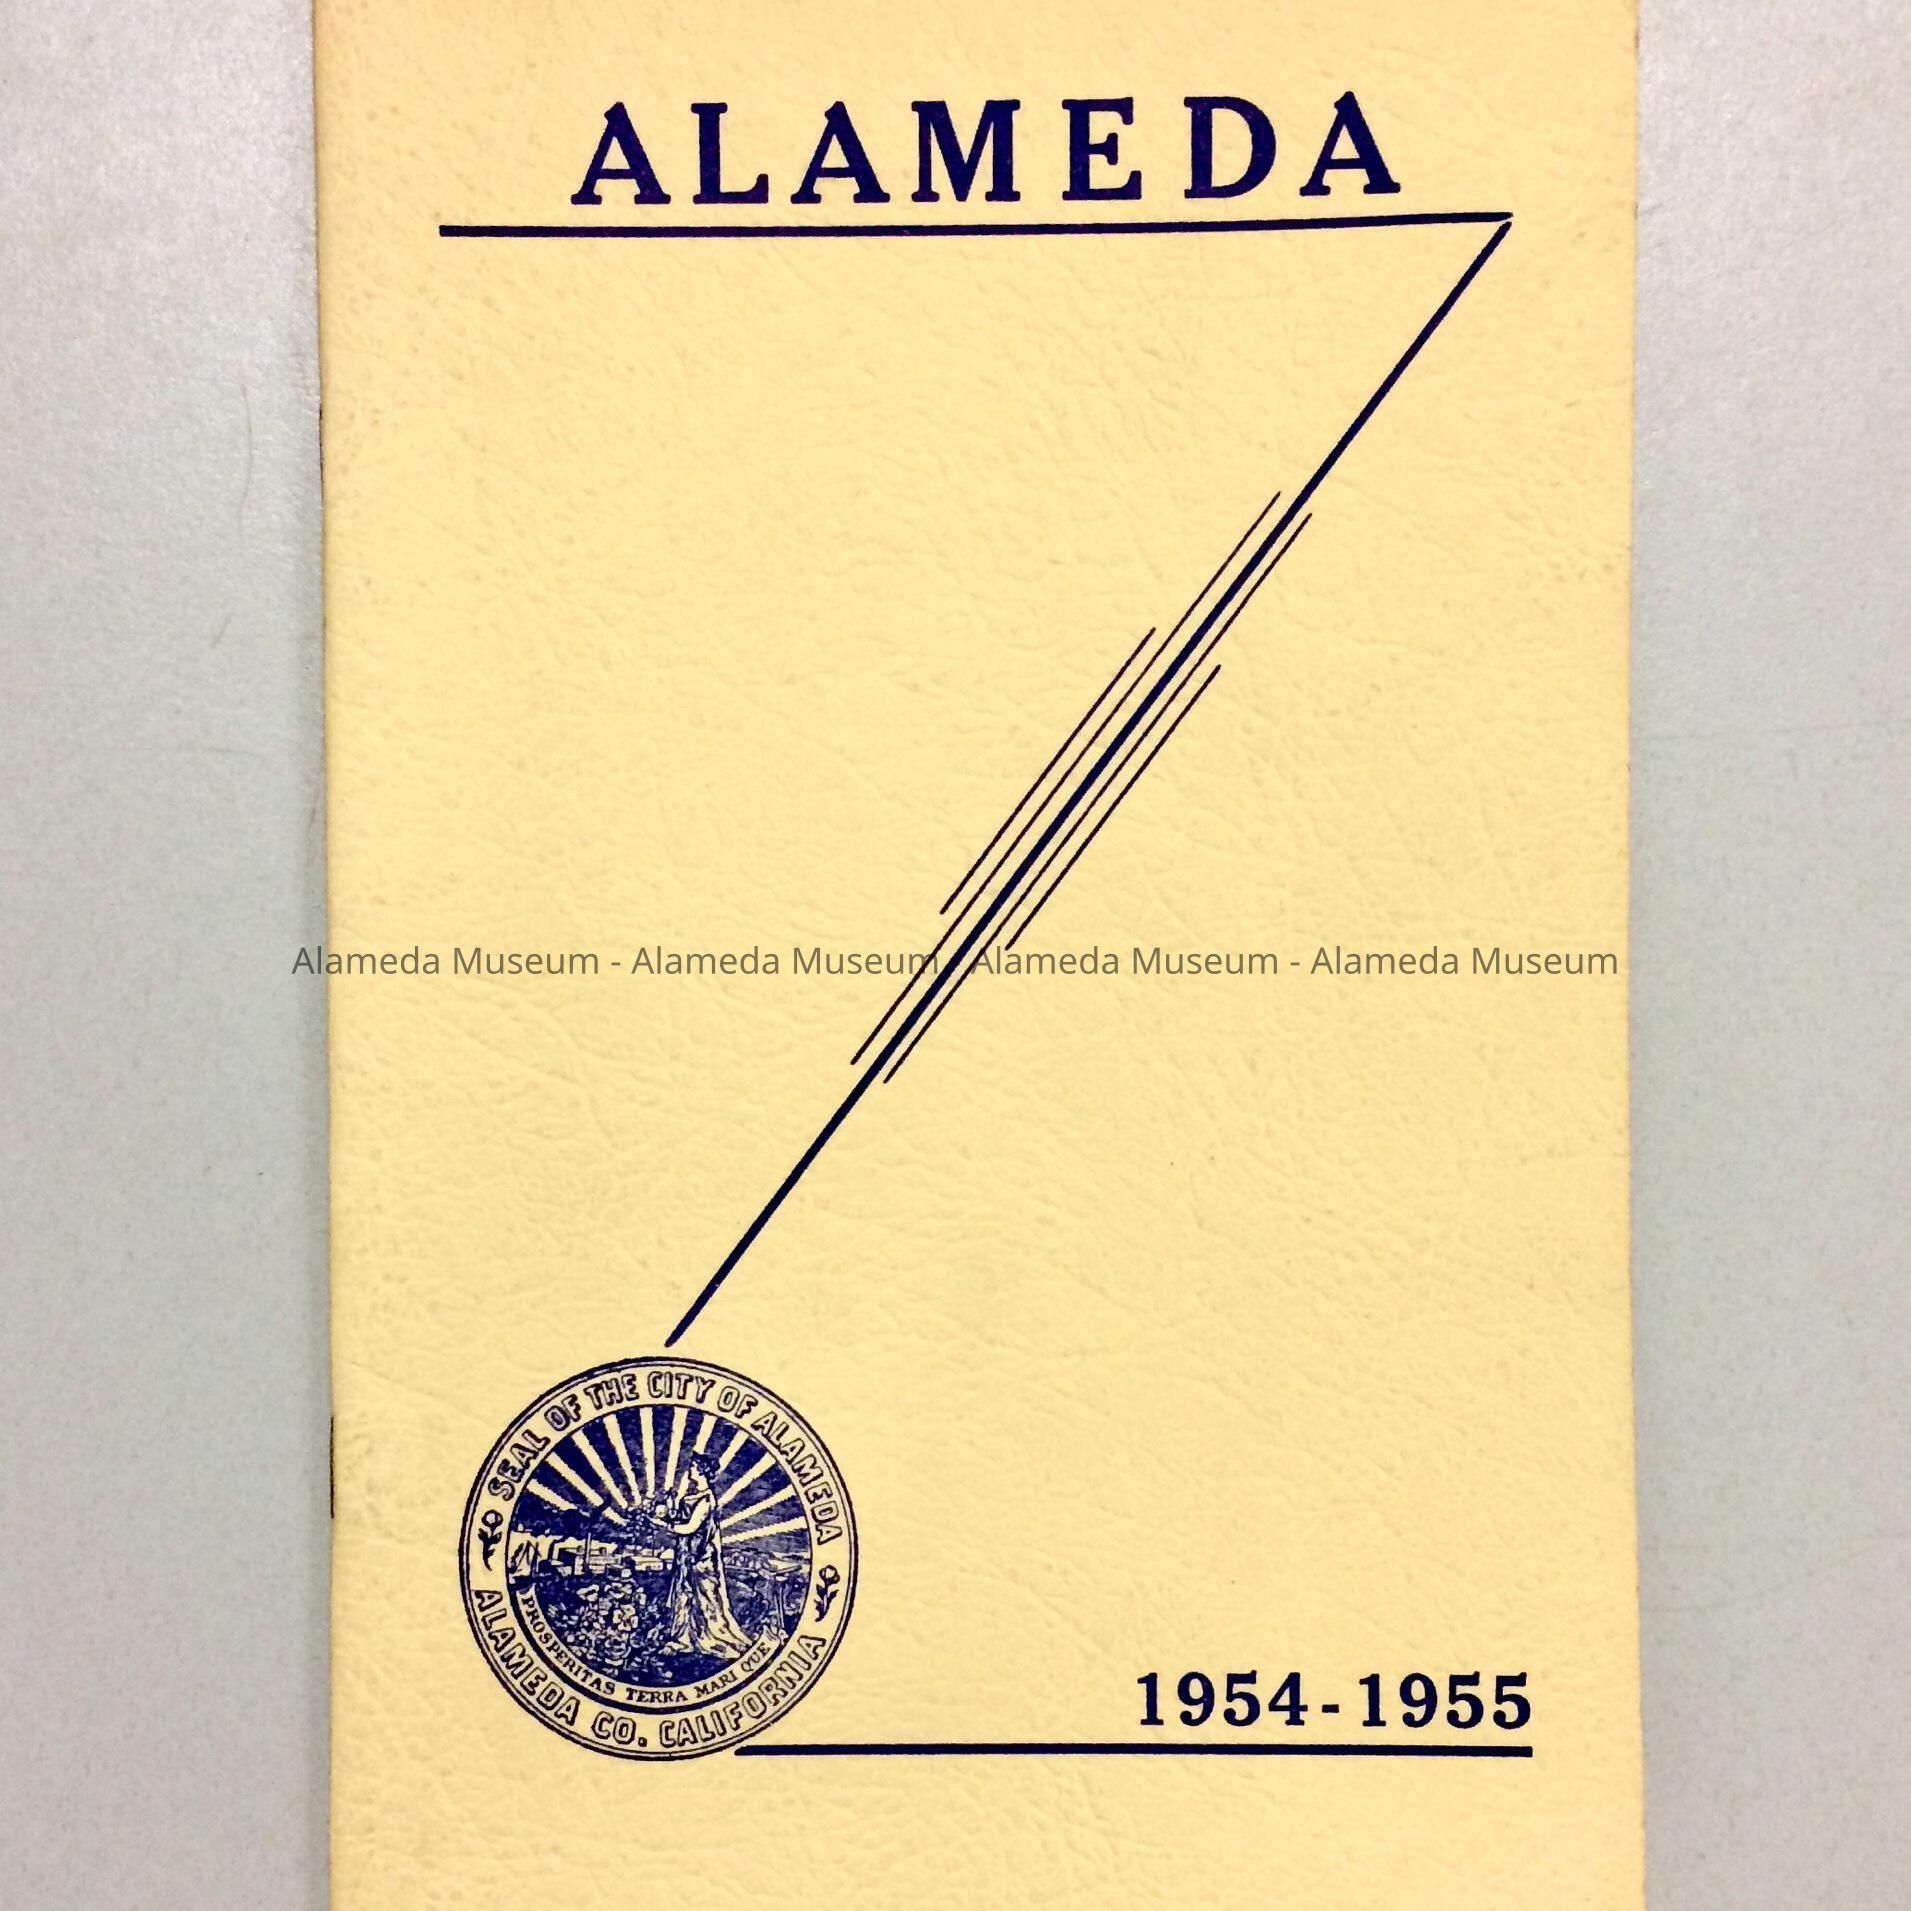 ALAMEDA
Alameda Museum - Alameda Museum - Alameda Museum - Alameda Museum
SEAL OF THE CITY OF ALAMEDA
PROSPERITAS TERRA MARI QUE
ALAMEDA CO. CALIFORNIA
1954-1955